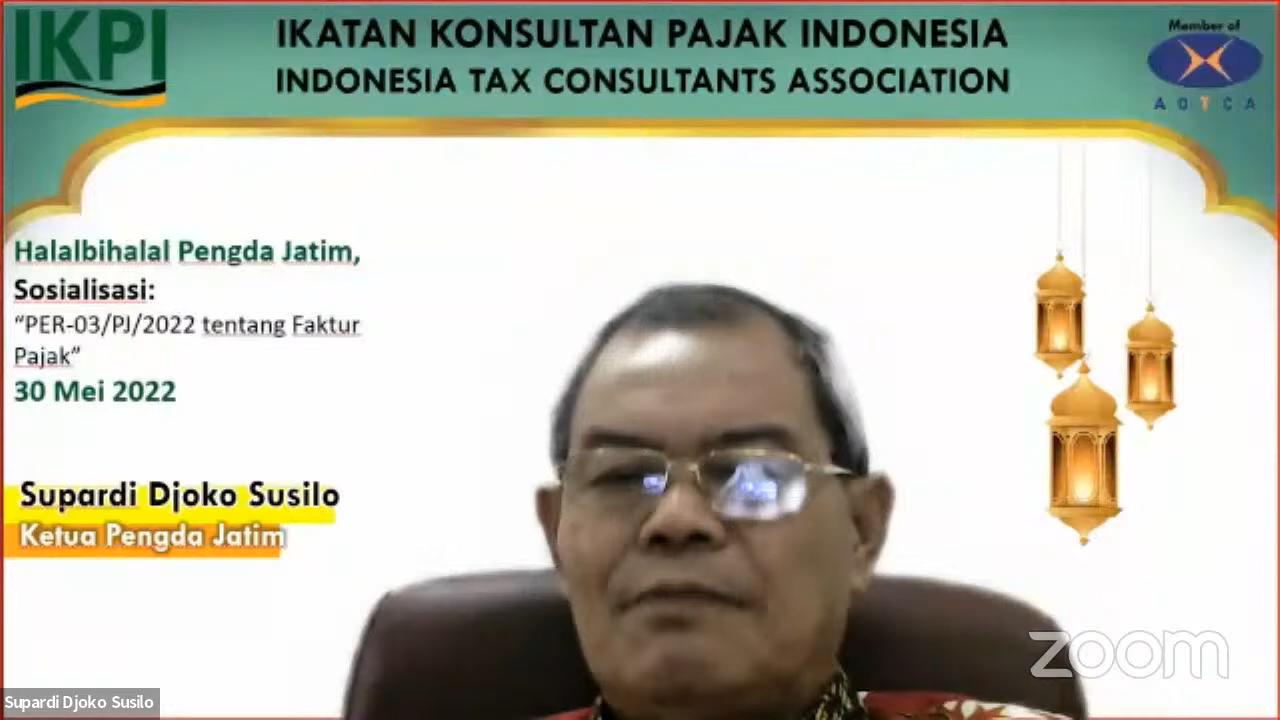 IKPI
IKATAN KONSULTAN PAJAK INDONESIA
INDONESIA TAX CONSULTANTS ASSOCIATION
Member of
AOTCA
Halalbihalal Pengda Jatim,
Sosialisasi:
“PER-03/PJ/2022 tentang Faktur
Pajak”
30 Mei 2022
Supardi Djoko Susilo
Ketua Pengda Jatim
zoom
Supardi Djoko Susilo